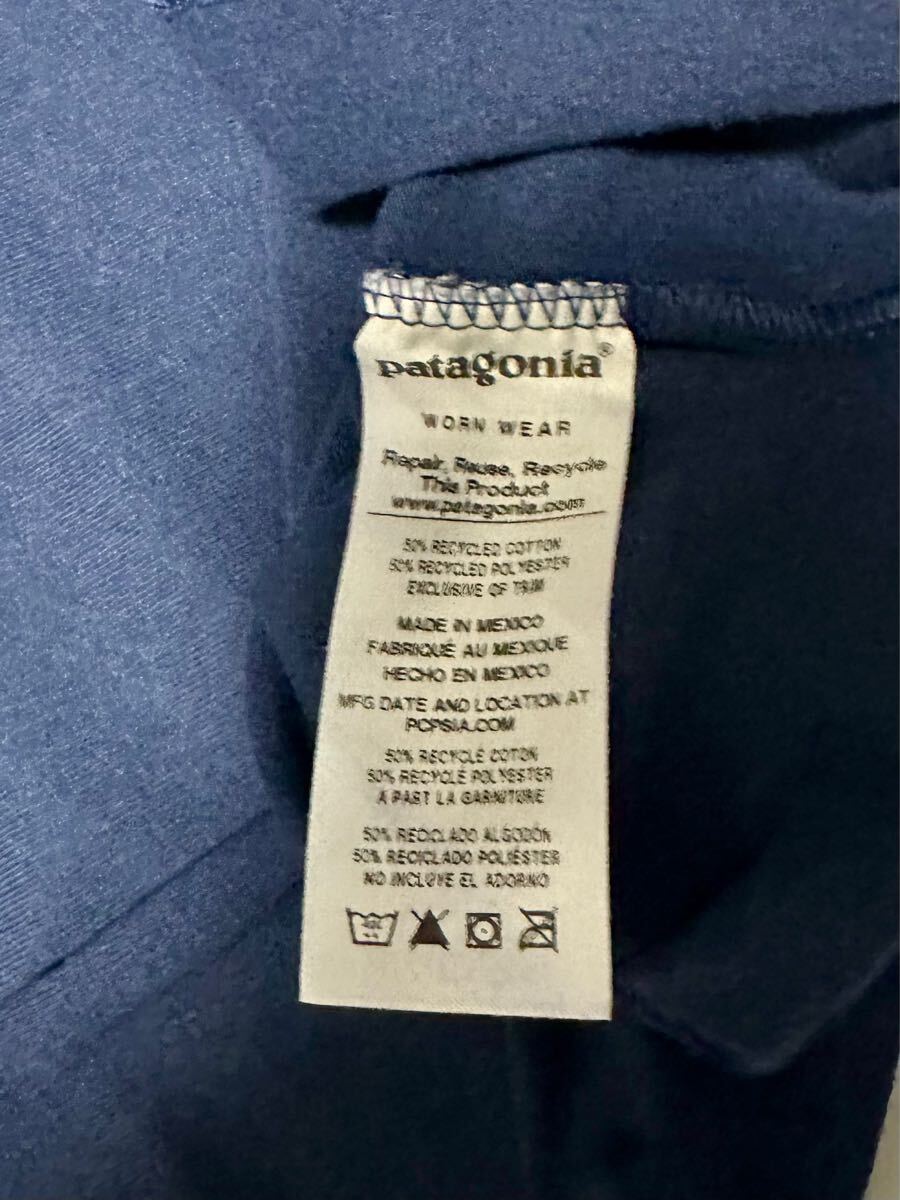 patagonia®
WORN WEAR
Repair, Reuse, Recycle
This Product
www.patagonia.com
50% RECYCLED COTTON
50% RECYCLED POLYESTER
EXCLUSIVE OF TRIM
MADE IN MEXICO
FABRIQUÉ AU MEXIQUE
HECHO EN MEXICO
MFG DATE AND LOCATION AT
PCPSIA.COM
50% RECYCLÉ COTON
50% RECYCLÉ POLYESTER
A PART LA GARNITURE
50% RECICLADO ALGODÓN
50% RECICLADO POLIÉSTER
NO INCLUYE EL ADORNO